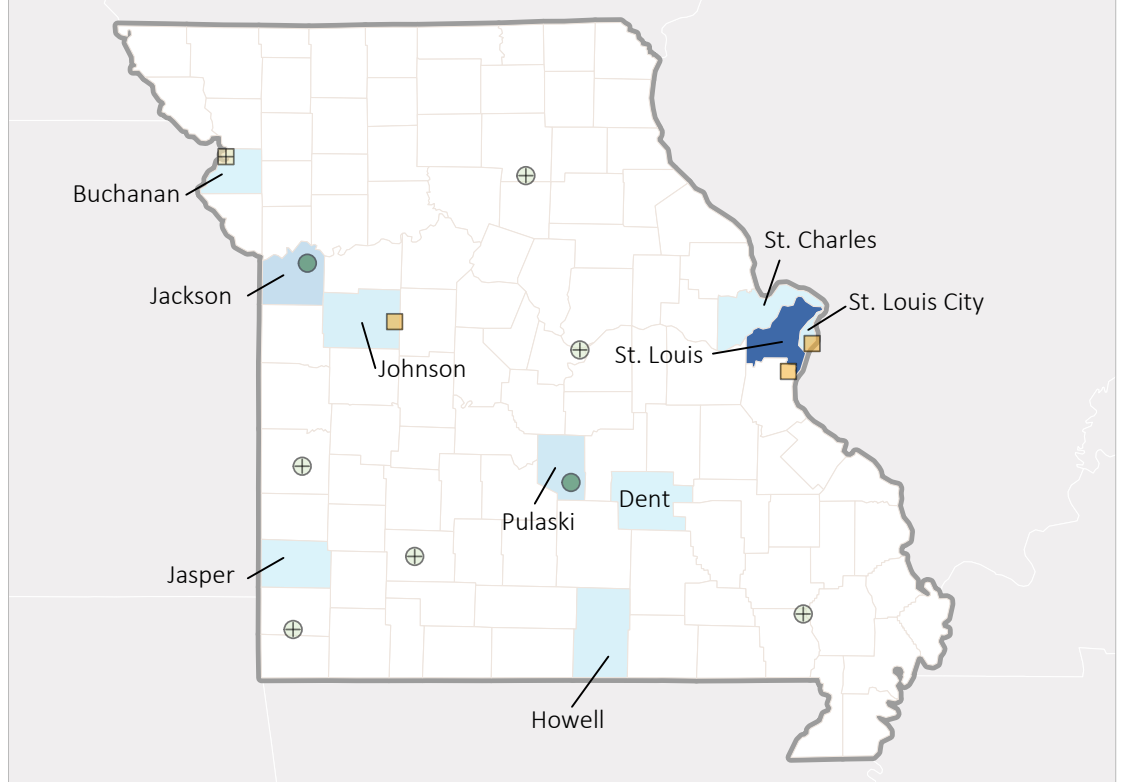 Buchanan
St. Charles
Jackson
St. Louis City
St. Louis
Johnson
Dent
Pulaski
Jasper
Howell